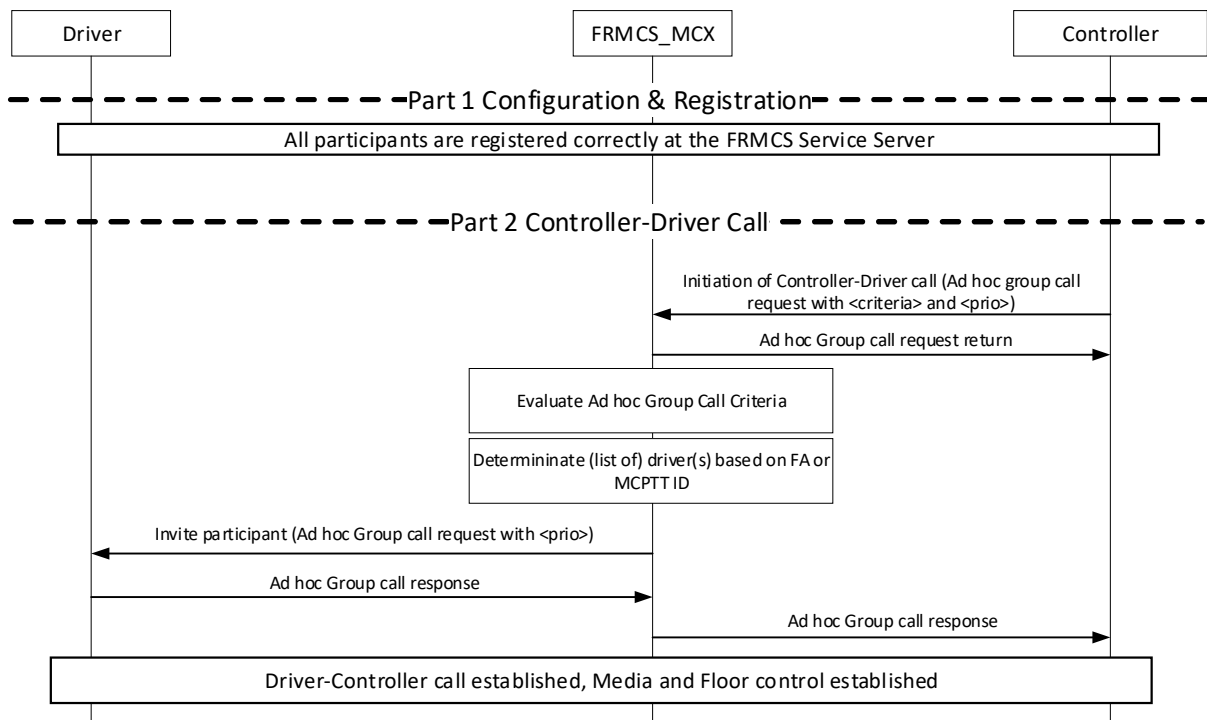 Driver
FRMCS_MCX
Controller
Part 1 Configuration & Registration
All participants are registered correctly at the FRMCS Service Server
Part 2 Controller-Driver Call
Initiation of Controller-Driver call (Ad hoc group call
request with <criteria> and <prio>)
Ad hoc Group call request return
Evaluate Ad hoc Group Call Criteria
Determininate (list of) driver(s) based on FA or
MCPTT ID
Invite participant (Ad hoc Group call request with <prio>)
Ad hoc Group call response
Ad hoc Group call response
Driver-Controller call established, Media and Floor control established